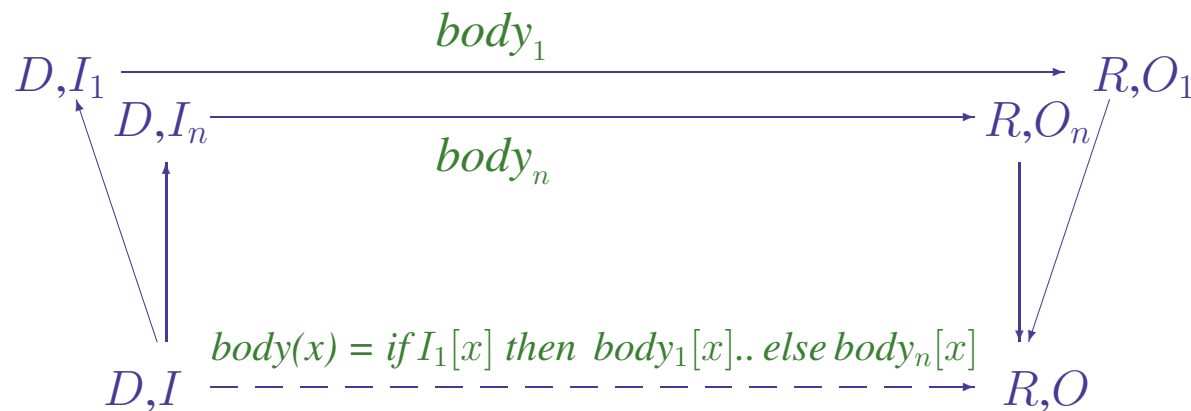 body₁
D,I₁ R,O₁
D,Iₙ R,Oₙ
bodyₙ
body(x) = if I₁[x] then body₁[x].. else bodyₙ[x]
D,I R,O